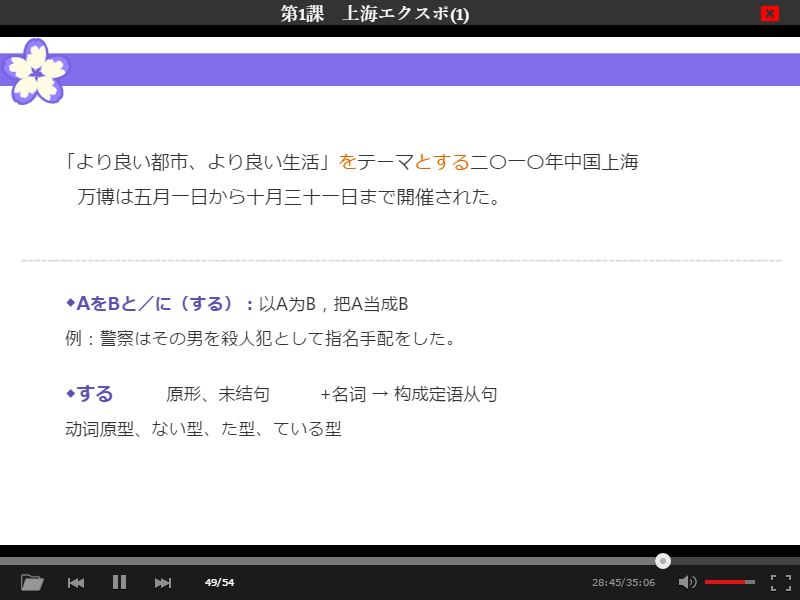 第1課　上海エクスポ(1)
「より良い都市、より良い生活」をテーマとする二〇一〇年中国上海
万博は五月一日から十月三十一日まで開催された。
◆AをBと／に（する）：以A为B，把A当成B
例：警察はその男を殺人犯として指名手配をした。
◆する　　原形、未结句　　+名词 → 构成定语从句
动词原型、ない型、た型、ている型
49/54 28:45/35:06